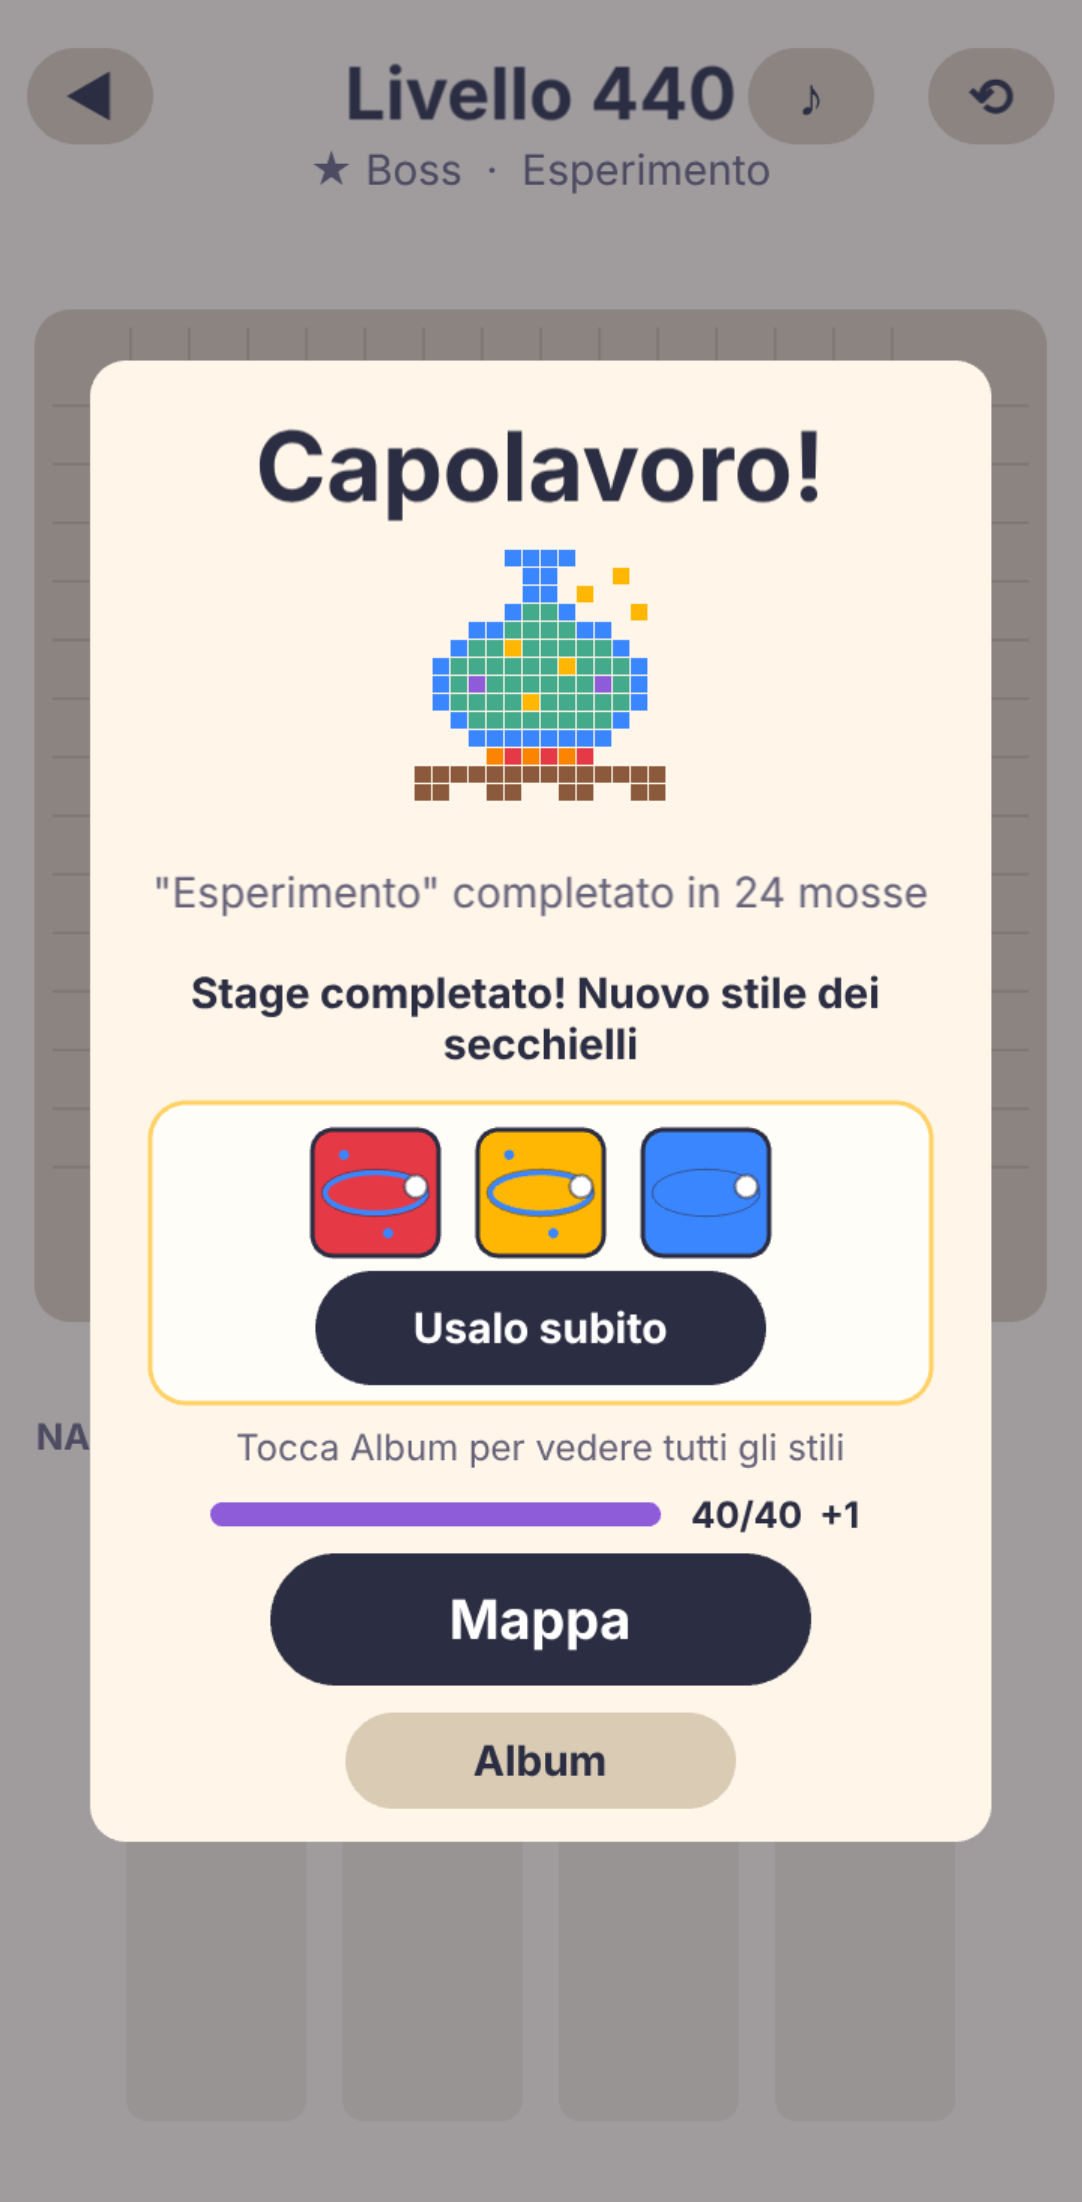 Livello 440
★ Boss · Esperimento
Capolavoro!
"Esperimento" completato in 24 mosse
Stage completato! Nuovo stile dei
secchielli
Usalo subito
NA
Tocca Album per vedere tutti gli stili
40/40 +1
Mappa
Album